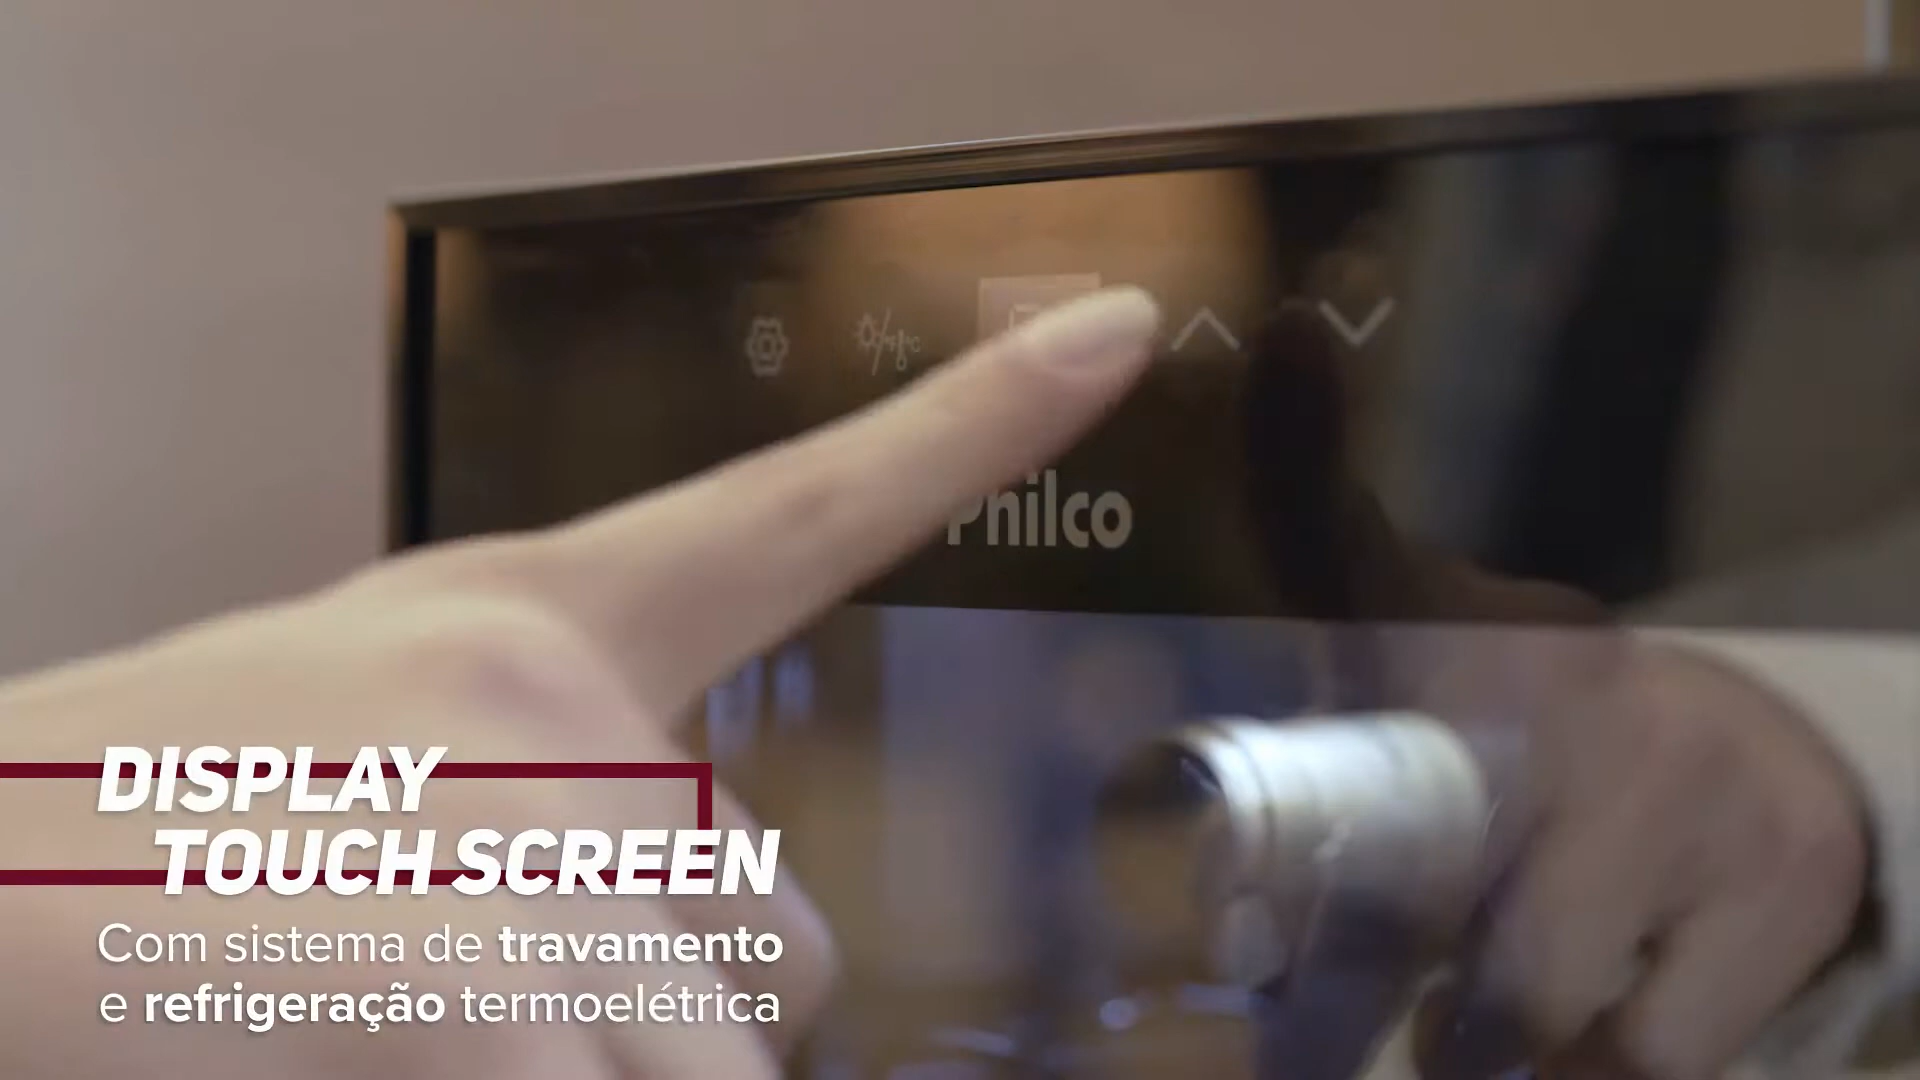 Philco
DISPLAY
TOUCH SCREEN
Com sistema de travamento
e refrigeração termoelétrica